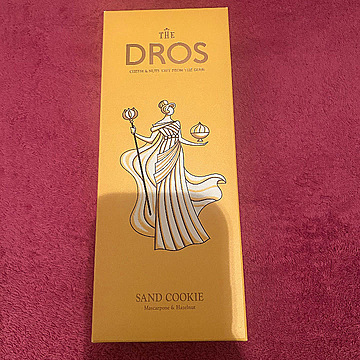 THE
DROS
SAND COOKIE
Mascarpone & Hazelnut